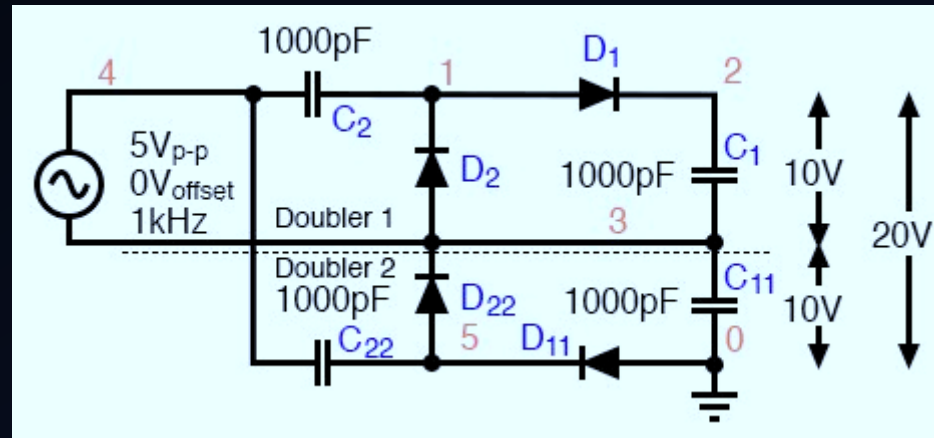 1000pF
4
1
D1
2
C2
5Vp-p
0Voffset
1kHz
D2
1000pF
C1
10V
20V
Doubler 1
3
Doubler 2
1000pF
D22
1000pF
C11
10V
C22
5
D11
0